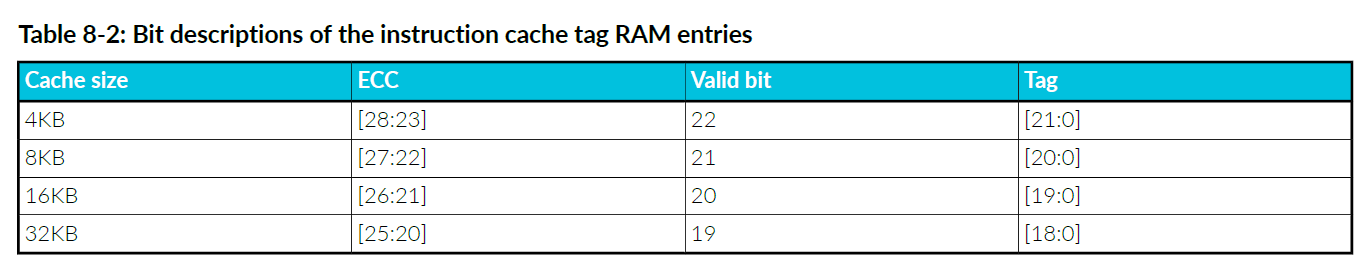 Table 8-2: Bit descriptions of the instruction cache tag RAM entries
Cache size ECC Valid bit Tag
4KB [28:23] 22 [21:0]
8KB [27:22] 21 [20:0]
16KB [26:21] 20 [19:0]
32KB [25:20] 19 [18:0]